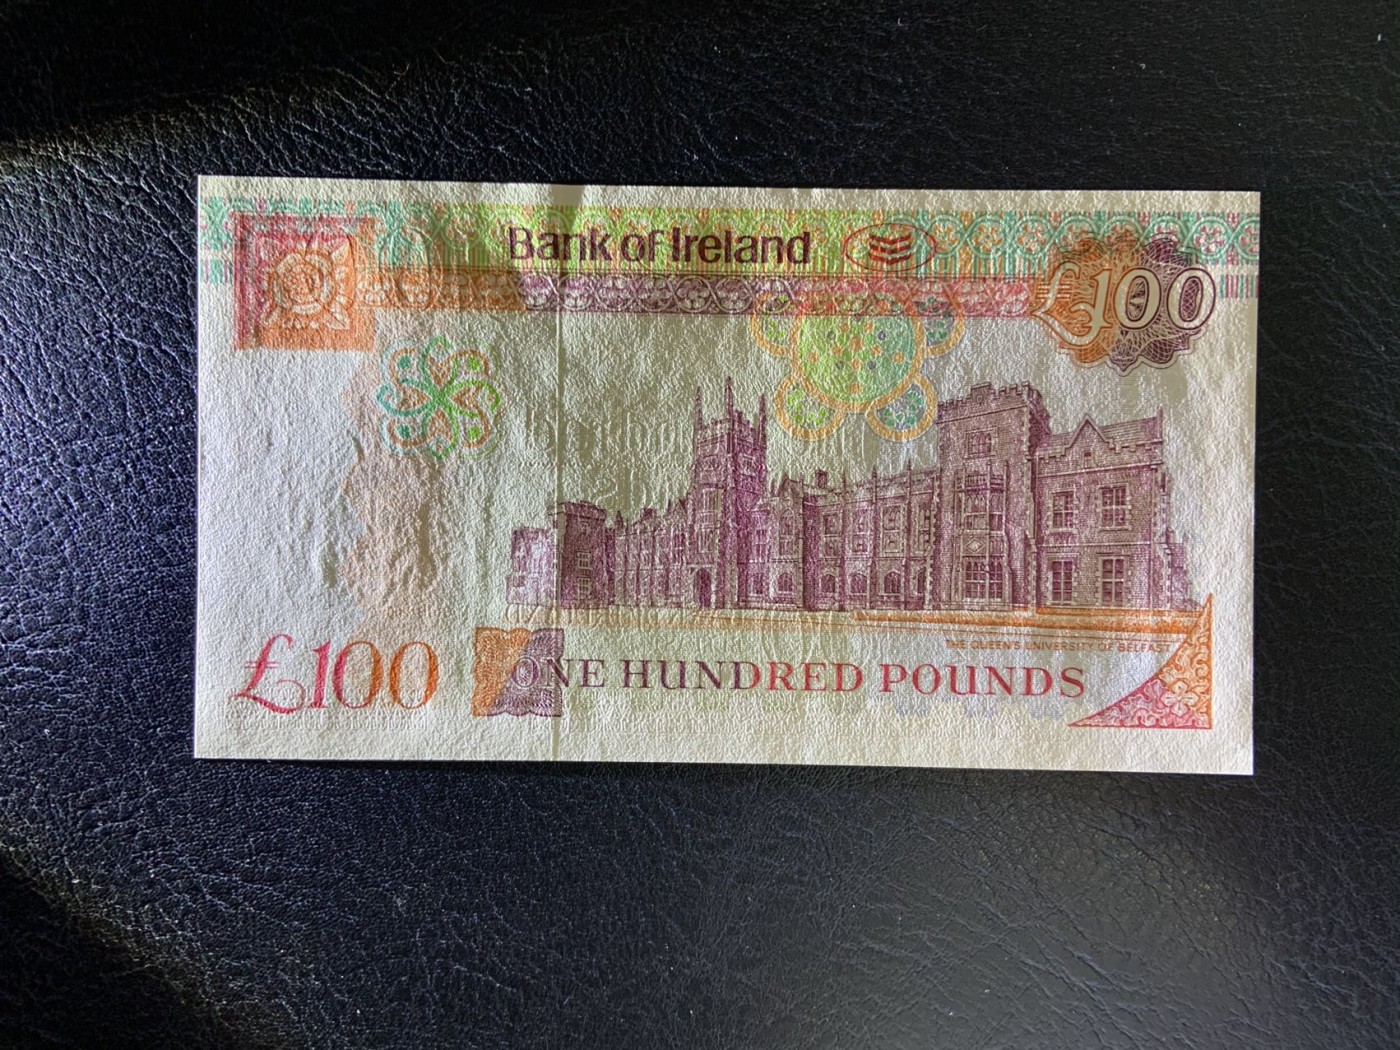 Bank of Ireland
£100
THE QUEEN'S UNIVERSITY OF BELFAST
£100
ONE HUNDRED POUNDS